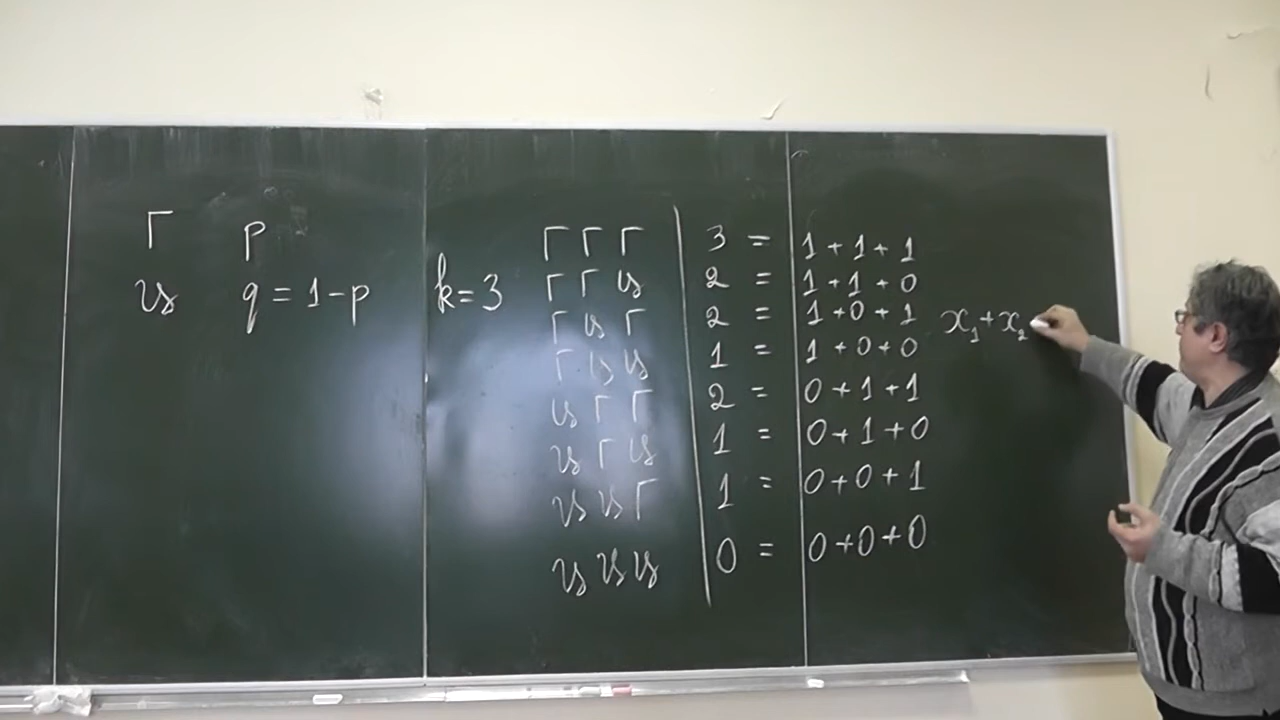 Г p
ц q = 1 - p
k = 3
Г Г Г 3 = 1 + 1 + 1
Г Г ц 2 = 1 + 1 + 0
Г ц Г 2 = 1 + 0 + 1
Г ц ц 1 = 1 + 0 + 0
ц Г Г 2 = 0 + 1 + 1
ц Г ц 1 = 0 + 1 + 0
ц ц Г 1 = 0 + 0 + 1
ц ц ц 0 = 0 + 0 + 0
x₁ + x₂